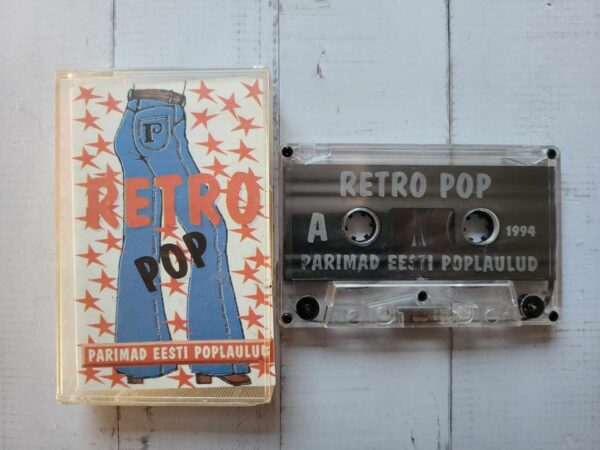 P
RETRO
POP
PARIMAD EESTI POPLAULUD
RETRO POP
A
1994
PARIMAD EESTI POPLAULUD